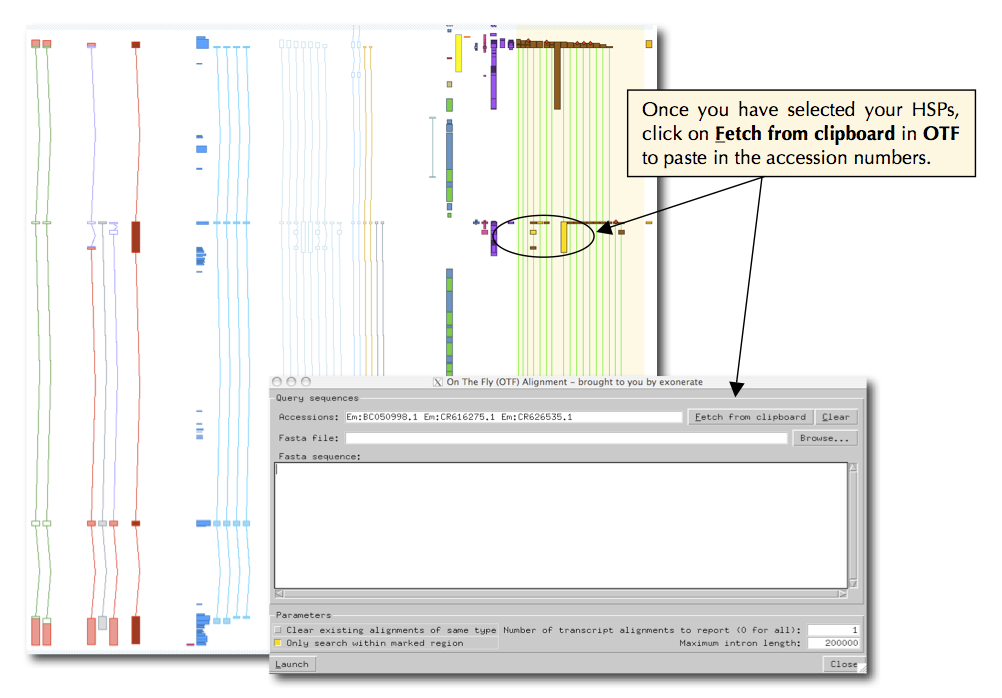 Once you have selected your HSPs,
click on Fetch from clipboard in OTF
to paste in the accession numbers.
X On The Fly (OTF) Alignment – brought to you by exonerate
Query sequences
Accessions: Em:BC050998.1 Em:CR616275.1 Em:CR626535.1 Fetch from clipboard Clear
Fasta file: Browse...
Fasta sequence:
Parameters
Clear existing alignments of same type Number of transcript alignments to report (0 for all): 1
Only search within marked region Maximum intron length: 200000
Launch Close